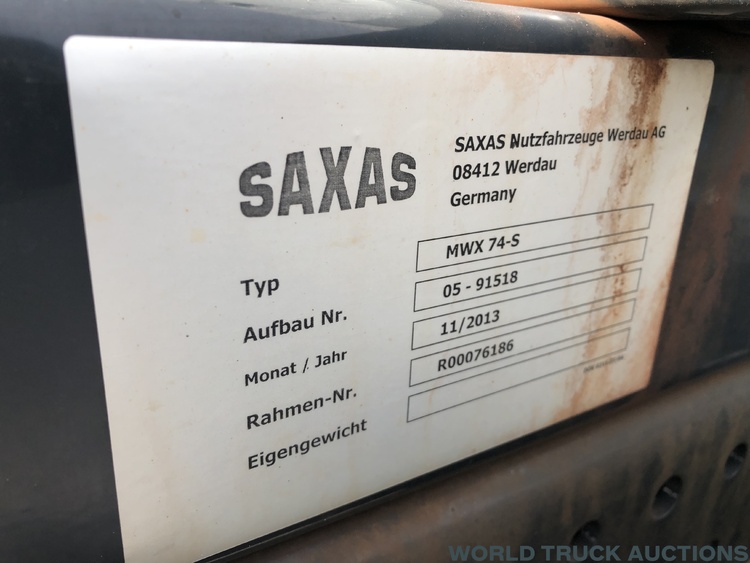 SAXAS
SAXAS Nutzfahrzeuge Werdau AG
08412 Werdau
Germany
Typ MWX 74-S
Aufbau Nr. 05 - 91518
Monat / Jahr 11/2013
Rahmen-Nr. R00076186
Eigengewicht
WORLD TRUCK AUCTIONS